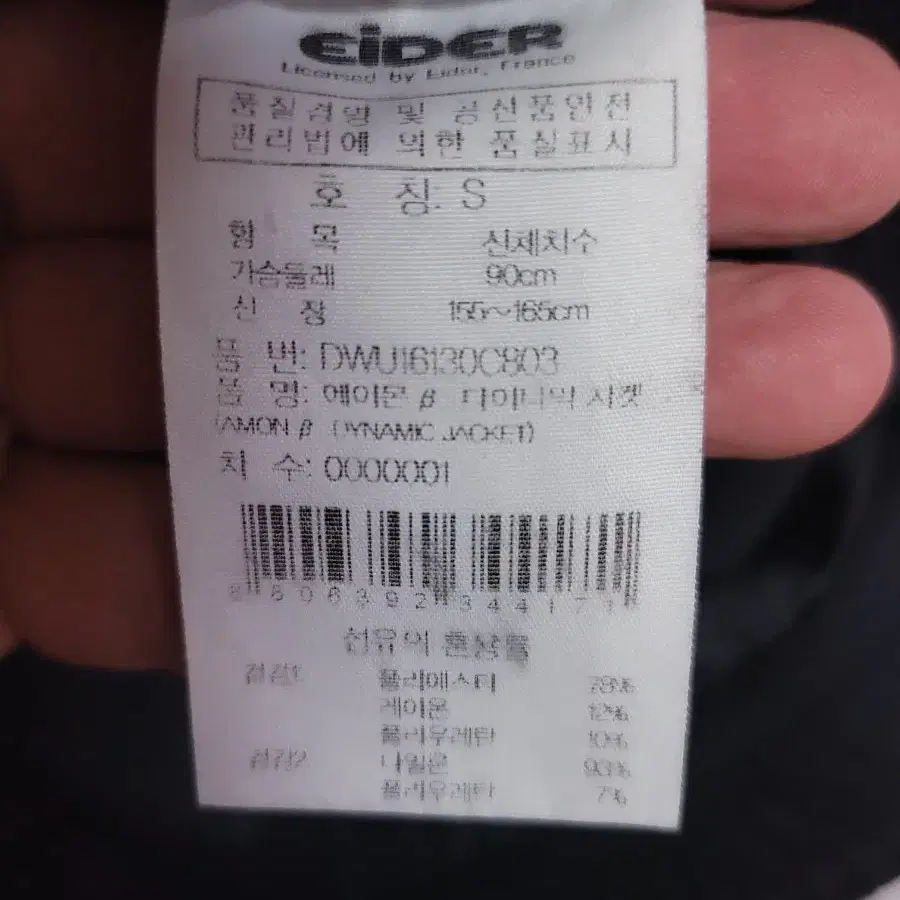 EiDER
Licensed by Eider, France
품질경영 및 공산품안전
관리법에 의한 품질표시
호 칭: S
항 목 신체치수
가슴둘레 90cm
신 장 155~165cm
품 번: DWU16130C803
품 명: 에이몬 β 다이나믹 자켓
(AMON β DYNAMIC JACKET)
차 수: 0000001
8 806392 344171
섬유의 혼용률
겉감1 폴리에스터 78%
레이온 12%
폴리우레탄 10%
겉감2 나일론 93%
폴리우레탄 7%